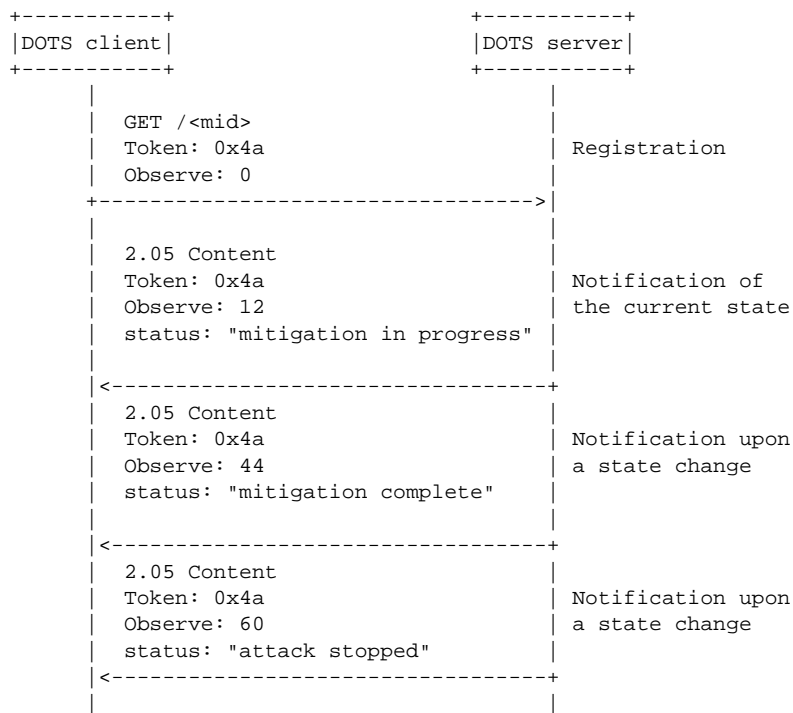 DOTS client DOTS server
GET /<mid>
Token: 0x4a Registration
Observe: 0
2.05 Content
Token: 0x4a Notification of
Observe: 12 the current state
status: "mitigation in progress"
2.05 Content
Token: 0x4a Notification upon
Observe: 44 a state change
status: "mitigation complete"
2.05 Content
Token: 0x4a Notification upon
Observe: 60 a state change
status: "attack stopped"